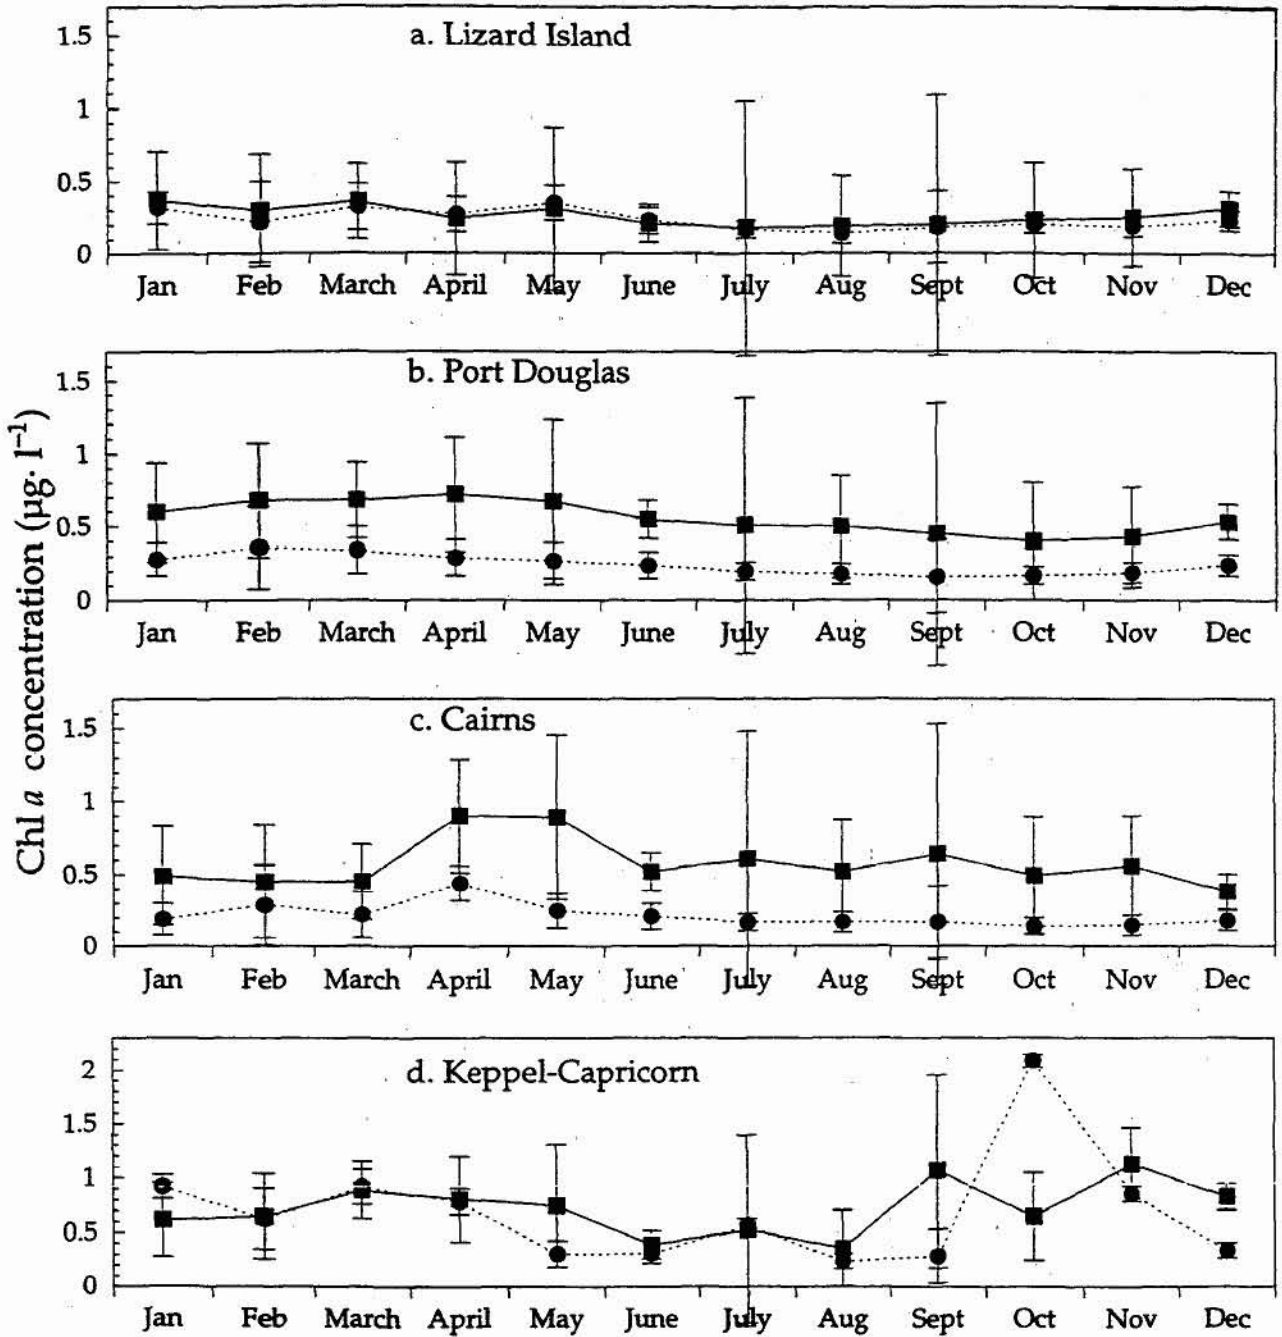 Chl a concentration (µg· l⁻¹)
a. Lizard Island
1.5
1
0.5
0
Jan Feb March April May June July Aug Sept Oct Nov Dec
b. Port Douglas
1.5
1
0.5
0
Jan Feb March April May June July Aug Sept Oct Nov Dec
c. Cairns
1.5
1
0.5
0
Jan Feb March April May June July Aug Sept Oct Nov Dec
d. Keppel-Capricorn
2
1.5
1
0.5
0
Jan Feb March April May June July Aug Sept Oct Nov Dec